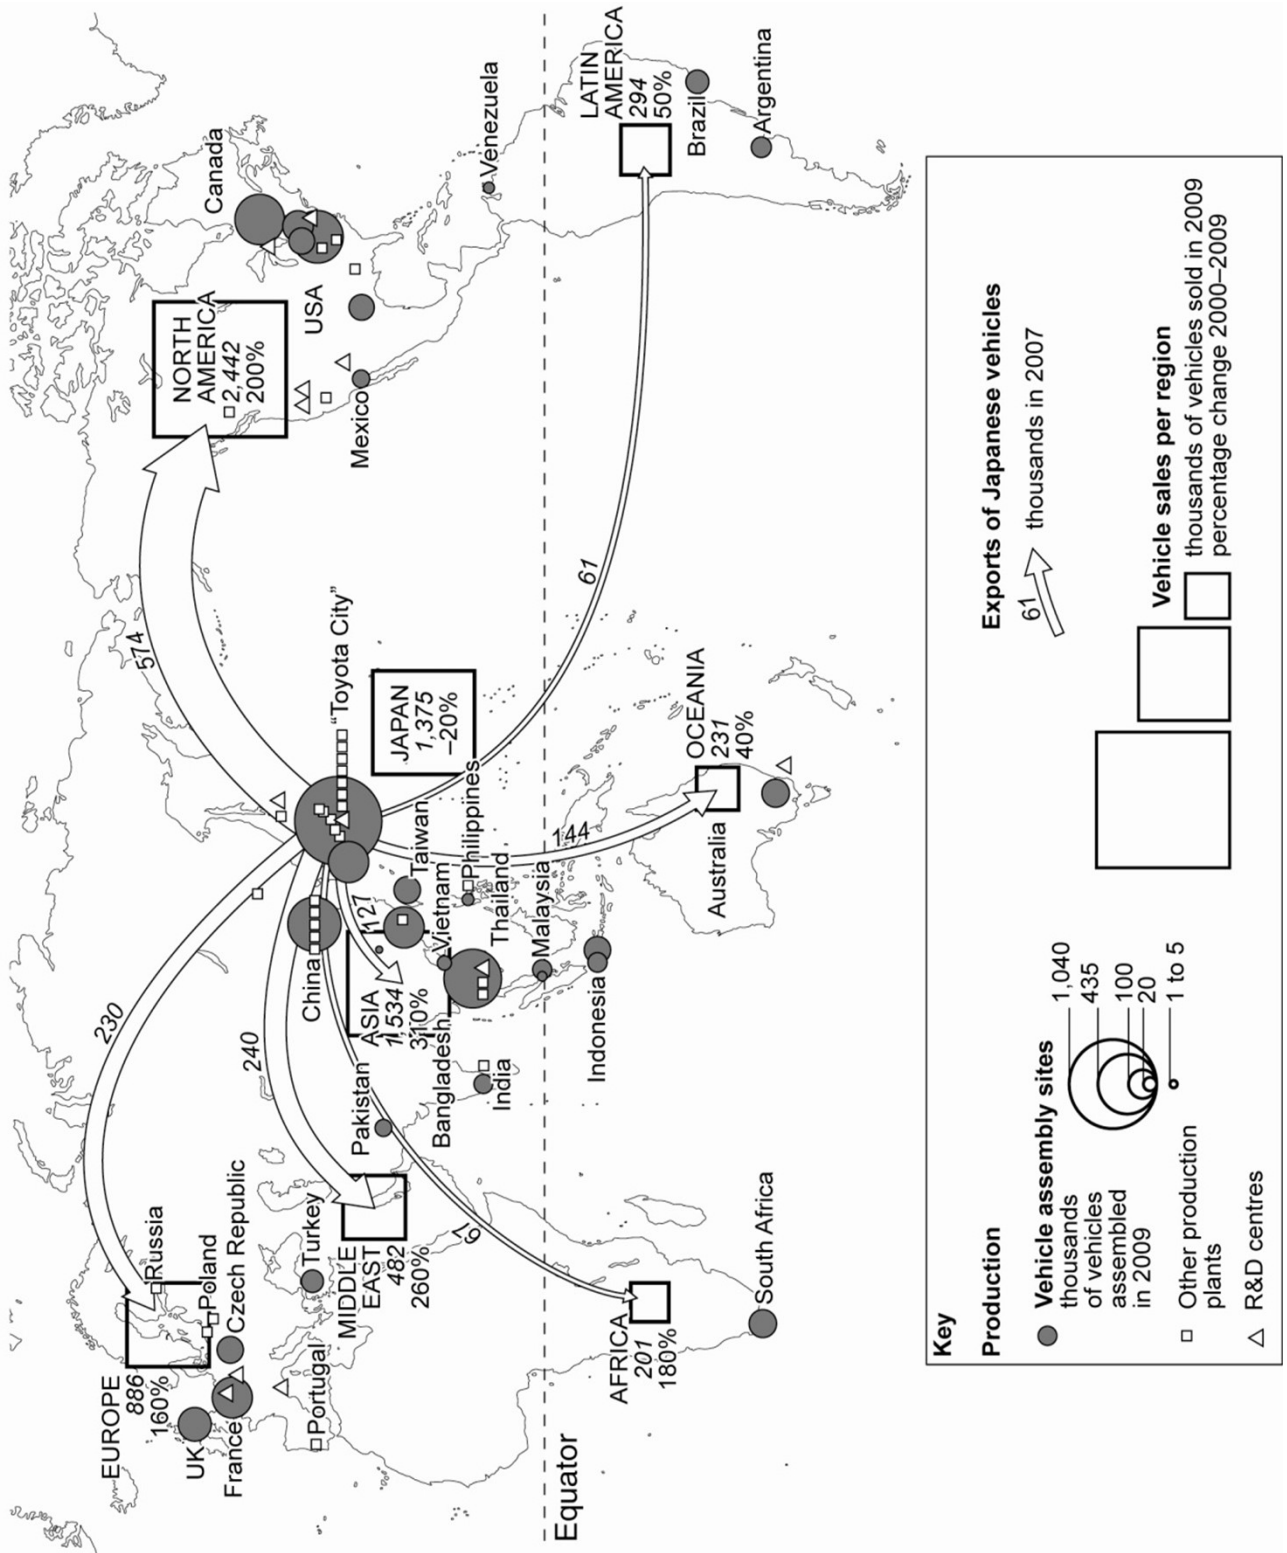 EUROPE
886
160%
UK
France
Russia
Poland
Czech Republic
Portugal
Turkey
MIDDLE
EAST
482
260%
AFRICA
201
180%
South Africa
Equator
230
240
67
127
574
144
61
Pakistan
Bangladesh
India
China
ASIA
1,534
310%
Vietnam
Taiwan
Philippines
Thailand
Malaysia
Indonesia
"Toyota City"
JAPAN
1,375
–20%
OCEANIA
231
40%
Australia
NORTH
AMERICA
2,442
200%
Canada
USA
Mexico
Venezuela
LATIN
AMERICA
294
50%
Brazil
Argentina
Key
Production
Vehicle assembly sites
thousands
of vehicles
assembled
in 2009
1,040
435
100
20
1 to 5
Other production
plants
R&D centres
Exports of Japanese vehicles
61
thousands in 2007
Vehicle sales per region
thousands of vehicles sold in 2009
percentage change 2000–2009